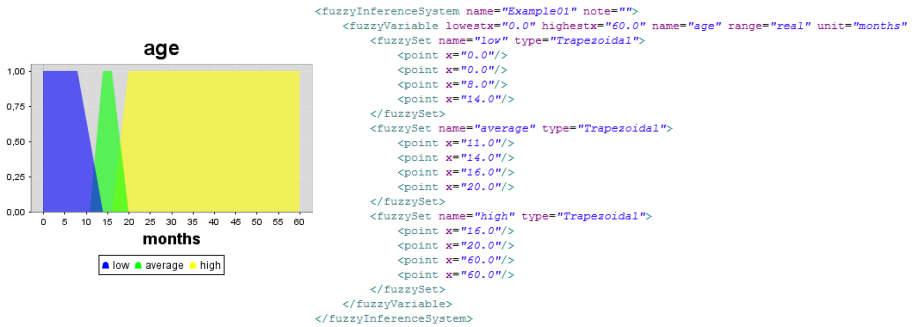 age
1,00
0,75
0,50
0,25
0,00
0 5 10 15 20 25 30 35 40 45 50 55 60
months
low average high
<fuzzyInferenceSystem name="Example01" note="">
<fuzzyVariable lowestx="0.0" highestx="60.0" name="age" range="real" unit="months"
<fuzzySet name="low" type="Trapezoidal">
<point x="0.0"/>
<point x="0.0"/>
<point x="8.0"/>
<point x="14.0"/>
</fuzzySet>
<fuzzySet name="average" type="Trapezoidal">
<point x="11.0"/>
<point x="14.0"/>
<point x="16.0"/>
<point x="20.0"/>
</fuzzySet>
<fuzzySet name="high" type="Trapezoidal">
<point x="16.0"/>
<point x="20.0"/>
<point x="60.0"/>
<point x="60.0"/>
</fuzzySet>
</fuzzyVariable>
</fuzzyInferenceSystem>